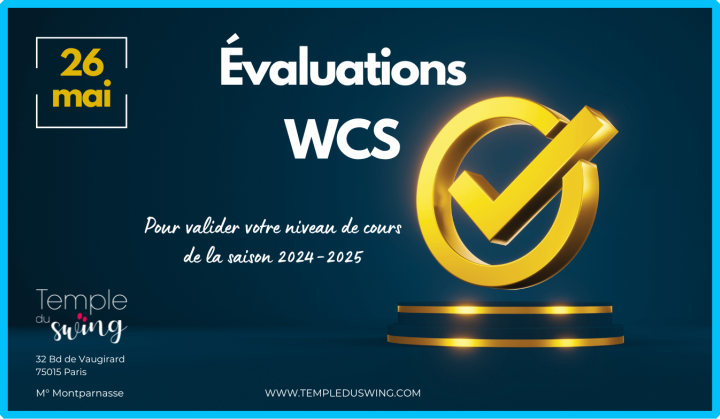 26
mai
Évaluations
WCS
Pour valider votre niveau de cours
de la saison 2024-2025
Temple
du swing
32 Bd de Vaugirard
75015 Paris
M° Montparnasse
WWW.TEMPLEDUSWING.COM